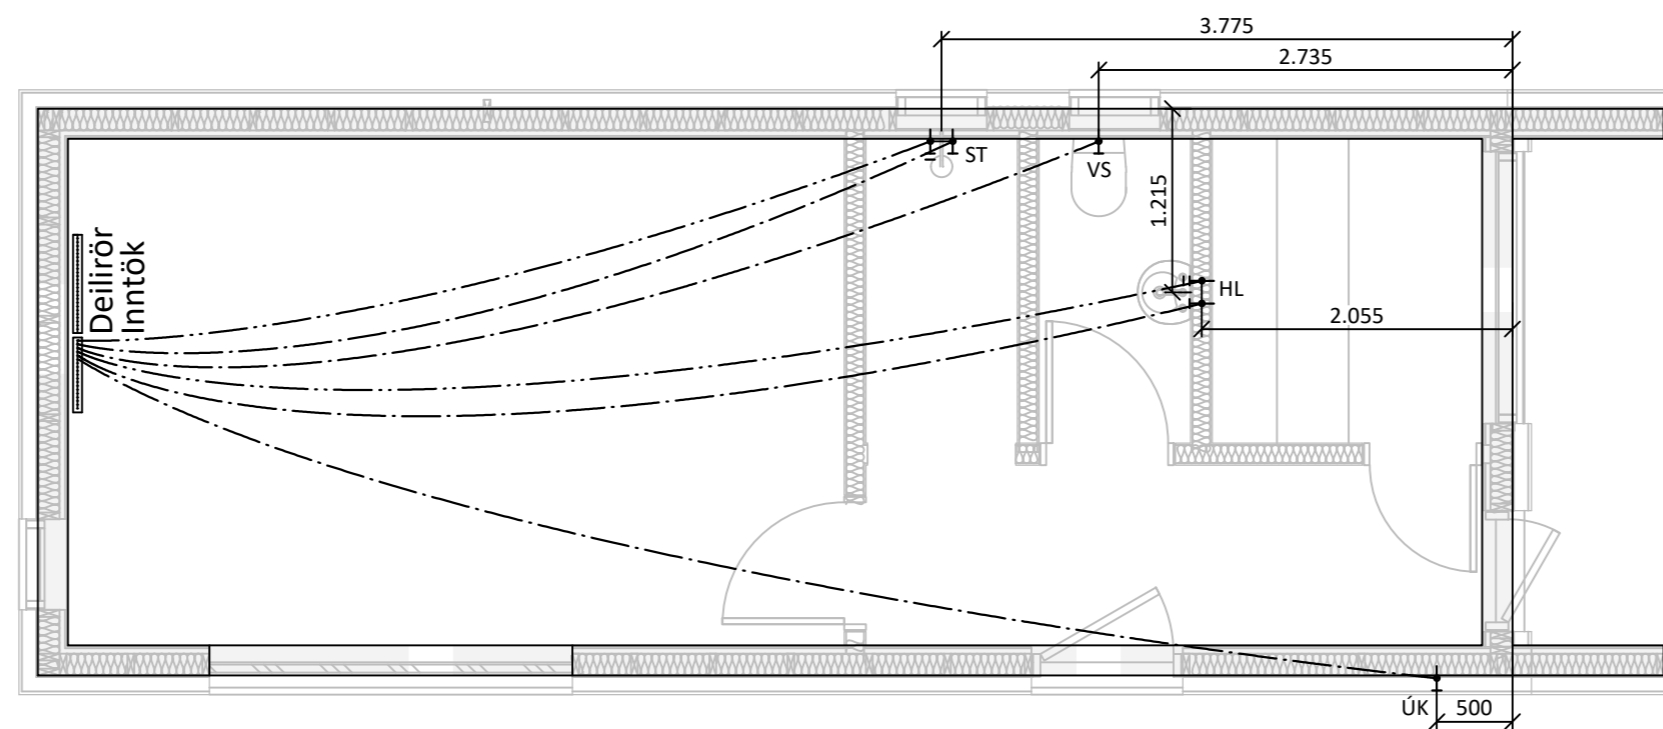 3.775
2.735
ST
VS
1.215
Deilirör
Inntök
HL
2.055
ÚK
500